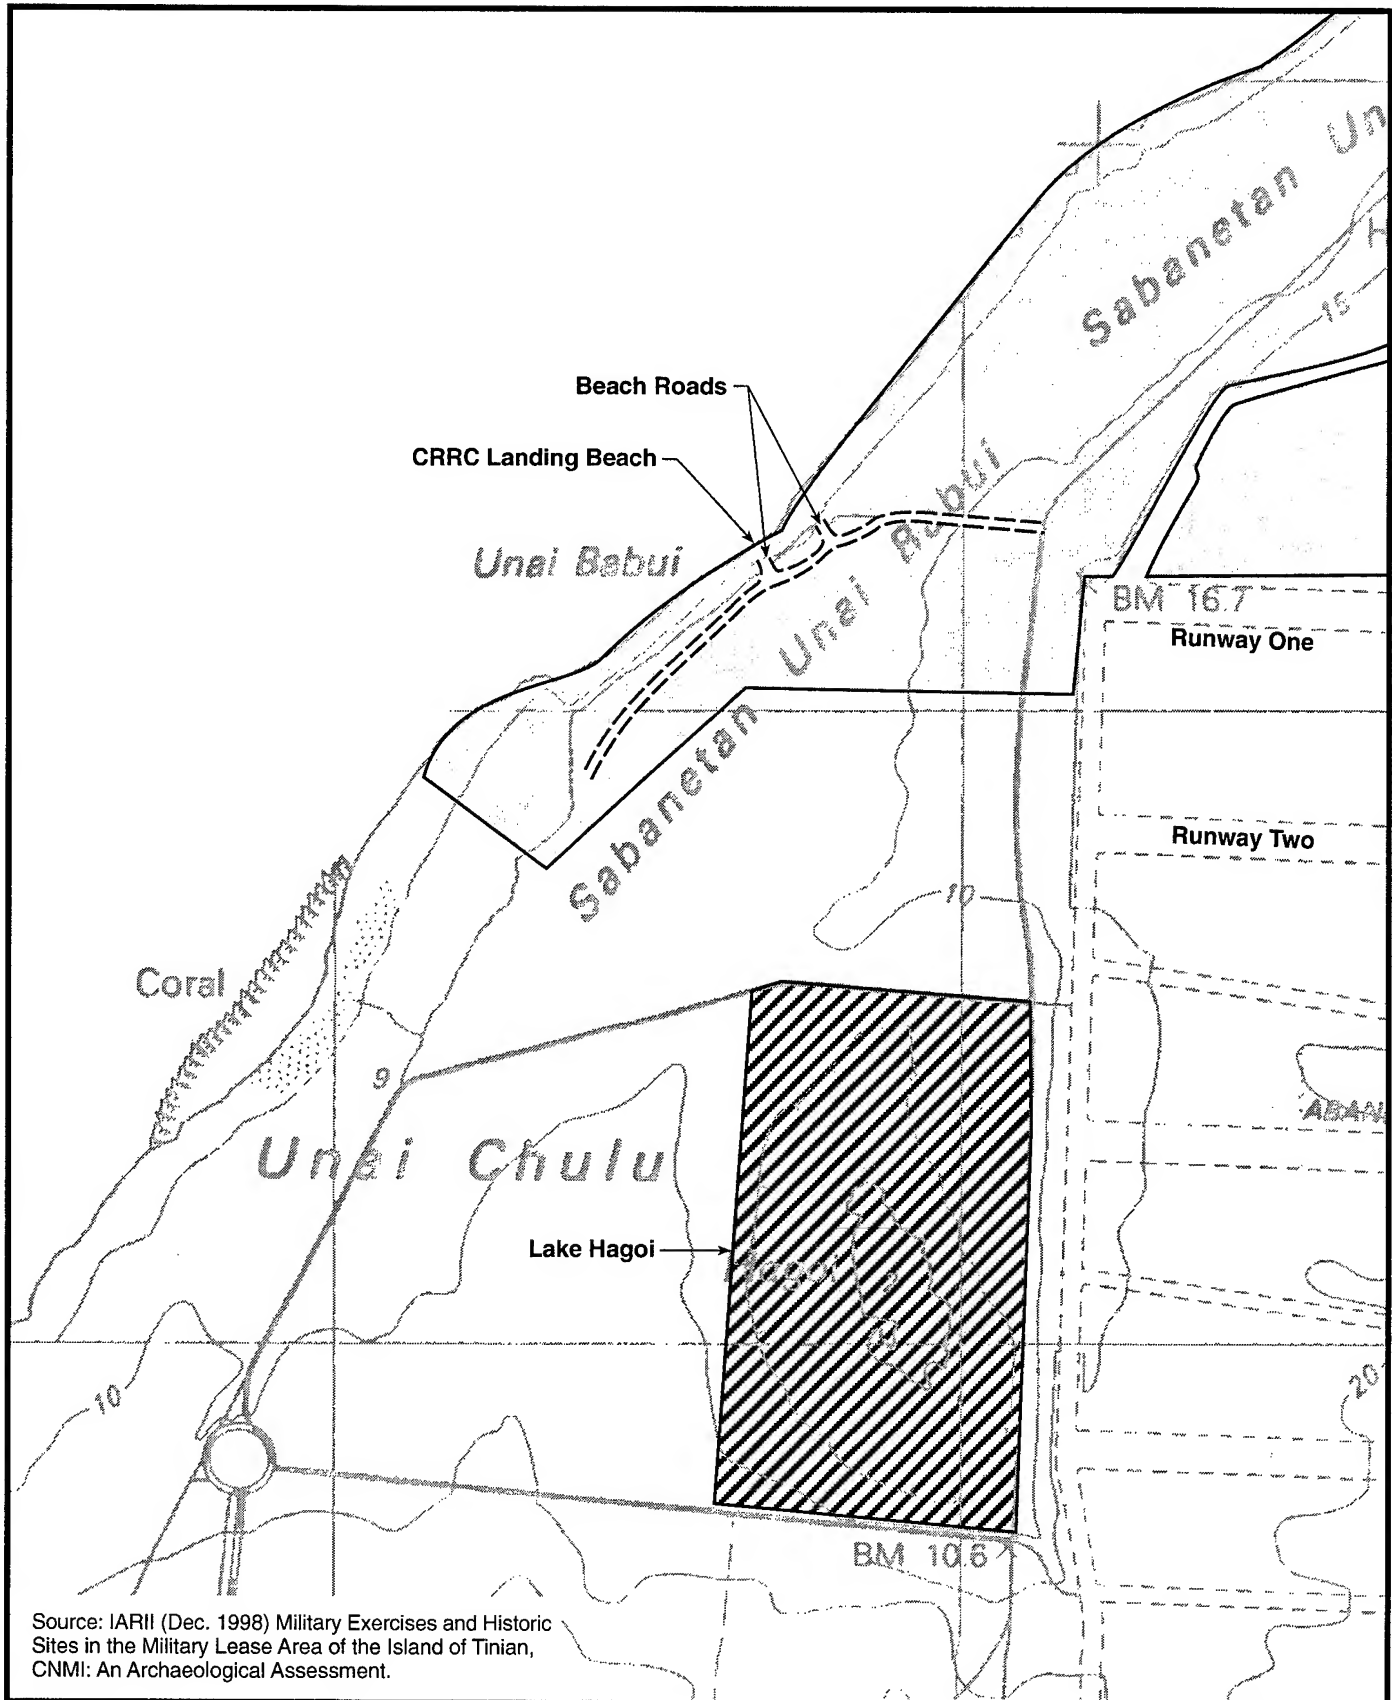 Sabanetan Un
15
Beach Roads
CRRC Landing Beach
Unai Babui
Sabanetan Unai Babui
BM 16.7
Runway One
Runway Two
10
Coral
9
ABAN
Unai Chulu
Lake Hagoi
Hagoi
20
10
BM 10.6
Source: IARII (Dec. 1998) Military Exercises and Historic
Sites in the Military Lease Area of the Island of Tinian,
CNMI: An Archaeological Assessment.